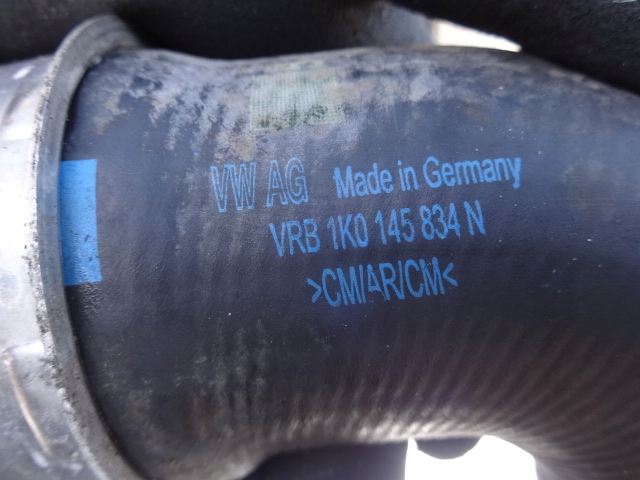 VW AG Made in Germany
VRB 1K0 145 834 N
>CM/AR/CM<